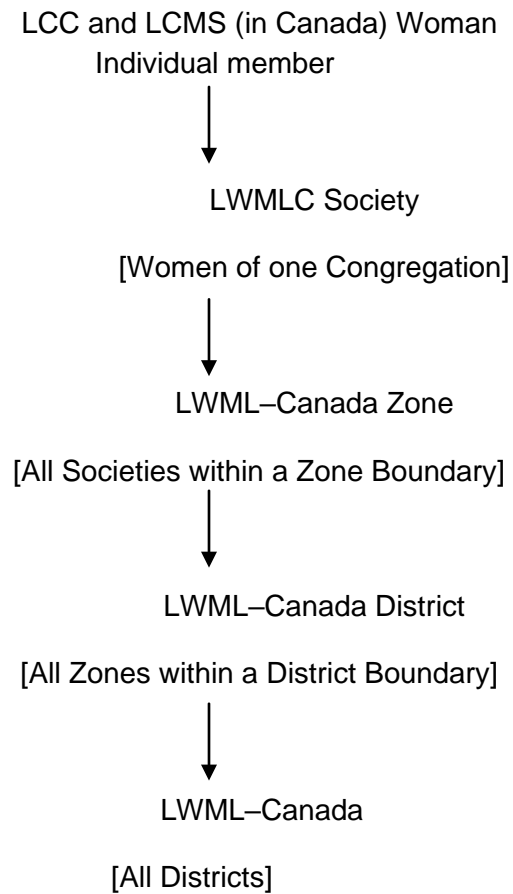 LCC and LCMS (in Canada) Woman
Individual member
LWMLC Society
[Women of one Congregation]
LWML–Canada Zone
[All Societies within a Zone Boundary]
LWML–Canada District
[All Zones within a District Boundary]
LWML–Canada
[All Districts]